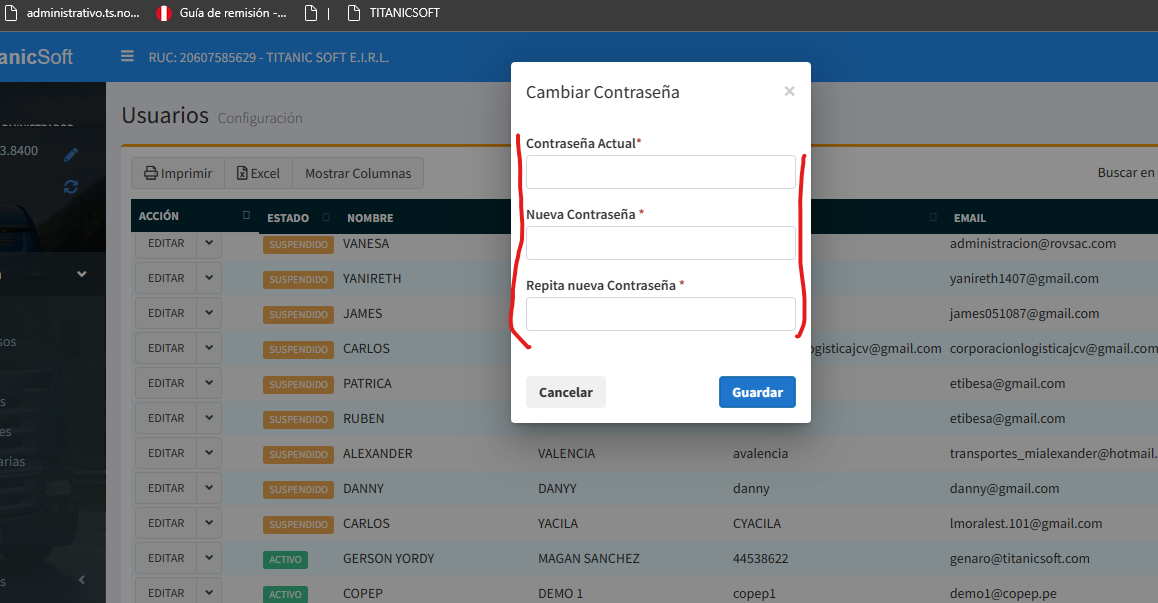 administrativo.ts.no...
Guía de remisión -...
|
TITANICSOFT
anicSoft
RUC: 20607585629 - TITANIC SOFT E.I.R.L.
3.8400
Usuarios Configuración
Imprimir
Excel
Mostrar Columnas
Buscar en
ACCIÓN ESTADO NOMBRE EMAIL
EDITAR SUSPENDIDO VANESA administracion@rovsac.com
EDITAR SUSPENDIDO YANIRETH yanireth1407@gmail.com
EDITAR SUSPENDIDO JAMES james051087@gmail.com
EDITAR SUSPENDIDO CARLOS ogisticajcv@gmail.com corporacionlogisticajcv@gmail.com
EDITAR SUSPENDIDO PATRICA etibesa@gmail.com
EDITAR SUSPENDIDO RUBEN etibesa@gmail.com
EDITAR SUSPENDIDO ALEXANDER VALENCIA avalencia transportes_mialexander@hotmail.
EDITAR SUSPENDIDO DANNY DANYY danny danny@gmail.com
EDITAR SUSPENDIDO CARLOS YACILA CYACILA lmoralest.101@gmail.com
EDITAR ACTIVO GERSON YORDY MAGAN SANCHEZ 44538622 genaro@titanicsoft.com
EDITAR ACTIVO COPEP DEMO 1 copep1 demo1@copep.pe
Cambiar Contraseña ×
Contraseña Actual*
Nueva Contraseña *
Repita nueva Contraseña *
Cancelar
Guardar